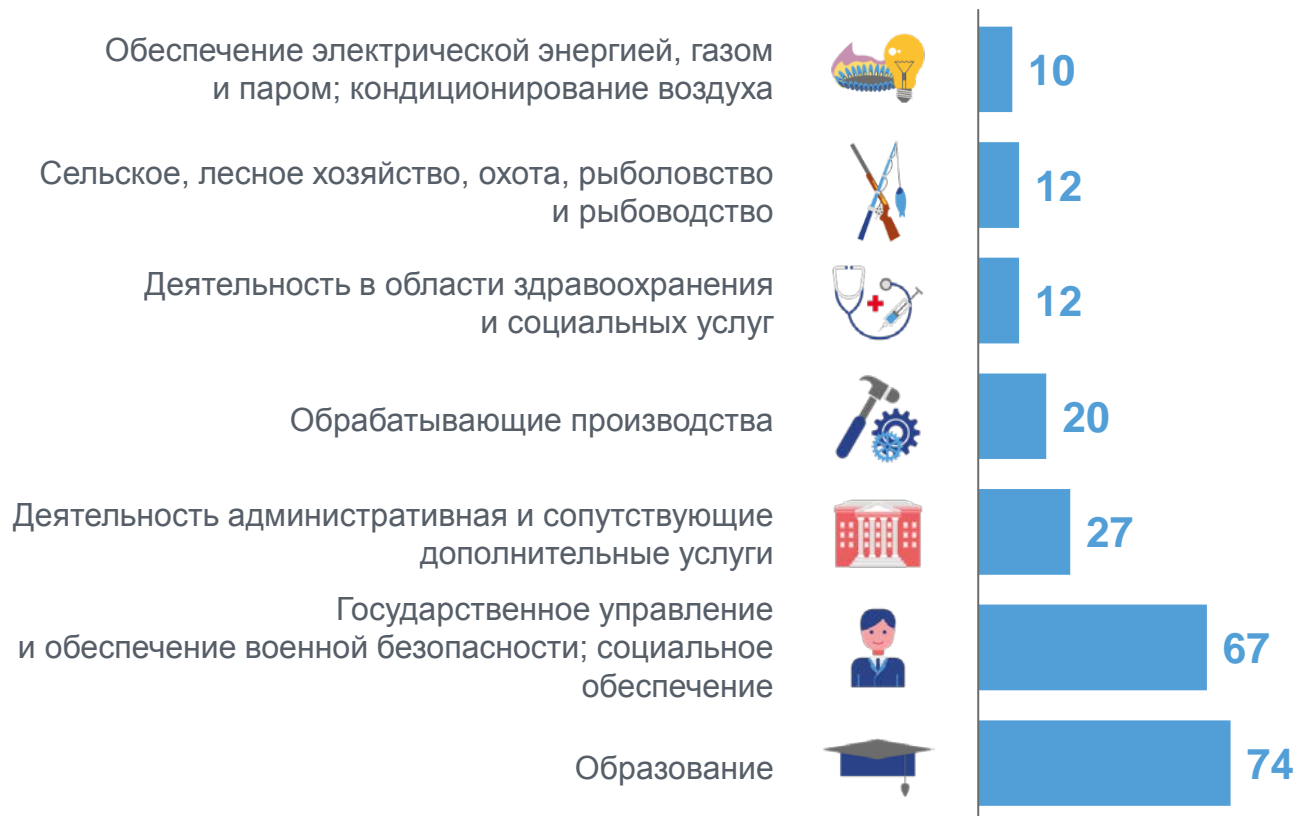 Обеспечение электрической энергией, газом
и паром; кондиционирование воздуха
10
Сельское, лесное хозяйство, охота, рыболовство
и рыбоводство
12
Деятельность в области здравоохранения
и социальных услуг
12
Обрабатывающие производства
20
Деятельность административная и сопутствующие
дополнительные услуги
27
Государственное управление
и обеспечение военной безопасности; социальное
обеспечение
67
Образование
74